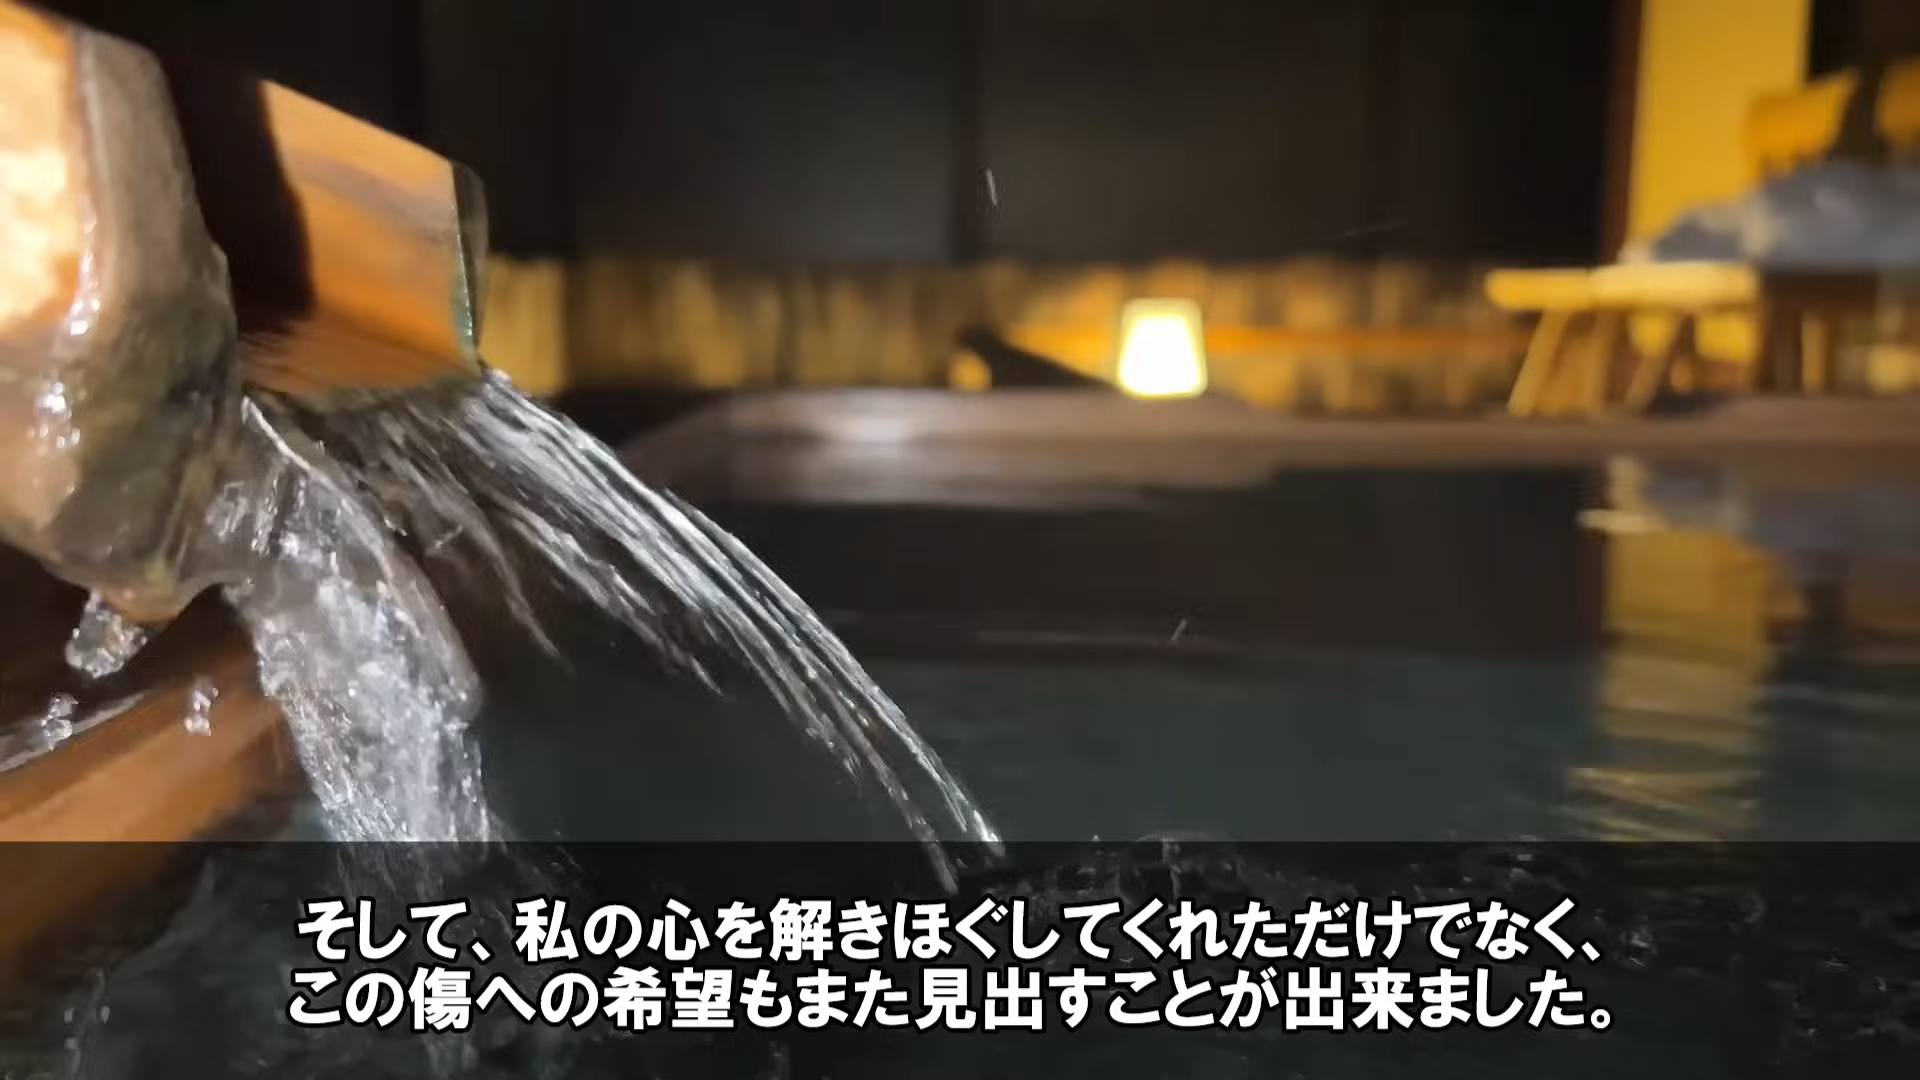 そして、私の心を解きほぐしてくれただけでなく、
この傷への希望もまた見出すことが出来ました。